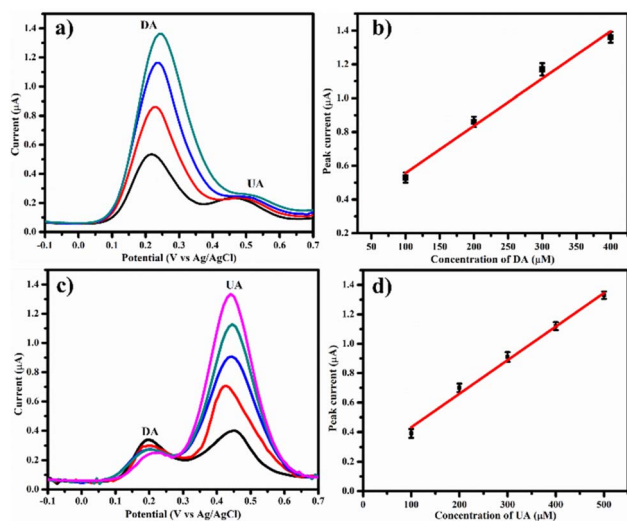 a)
DA
UA
Current (μA)
1.4
1.2
1.0
0.8
0.6
0.4
0.2
0.0
-0.1 0.0 0.1 0.2 0.3 0.4 0.5 0.6 0.7
Potential (V vs Ag/AgCl)
b)
Peak current (μA)
1.4
1.2
1.0
0.8
0.6
0.4
0.2
50 100 150 200 250 300 350 400
Concentration of DA (μM)
c)
UA
DA
Current (μA)
1.4
1.2
1.0
0.8
0.6
0.4
0.2
0.0
-0.1 0.0 0.1 0.2 0.3 0.4 0.5 0.6 0.7
Potential (V vs Ag/AgCl)
d)
Peak current (μA)
1.4
1.2
1.0
0.8
0.6
0.4
0.2
0.0
100 200 300 400 500
Concentration of UA (μM)